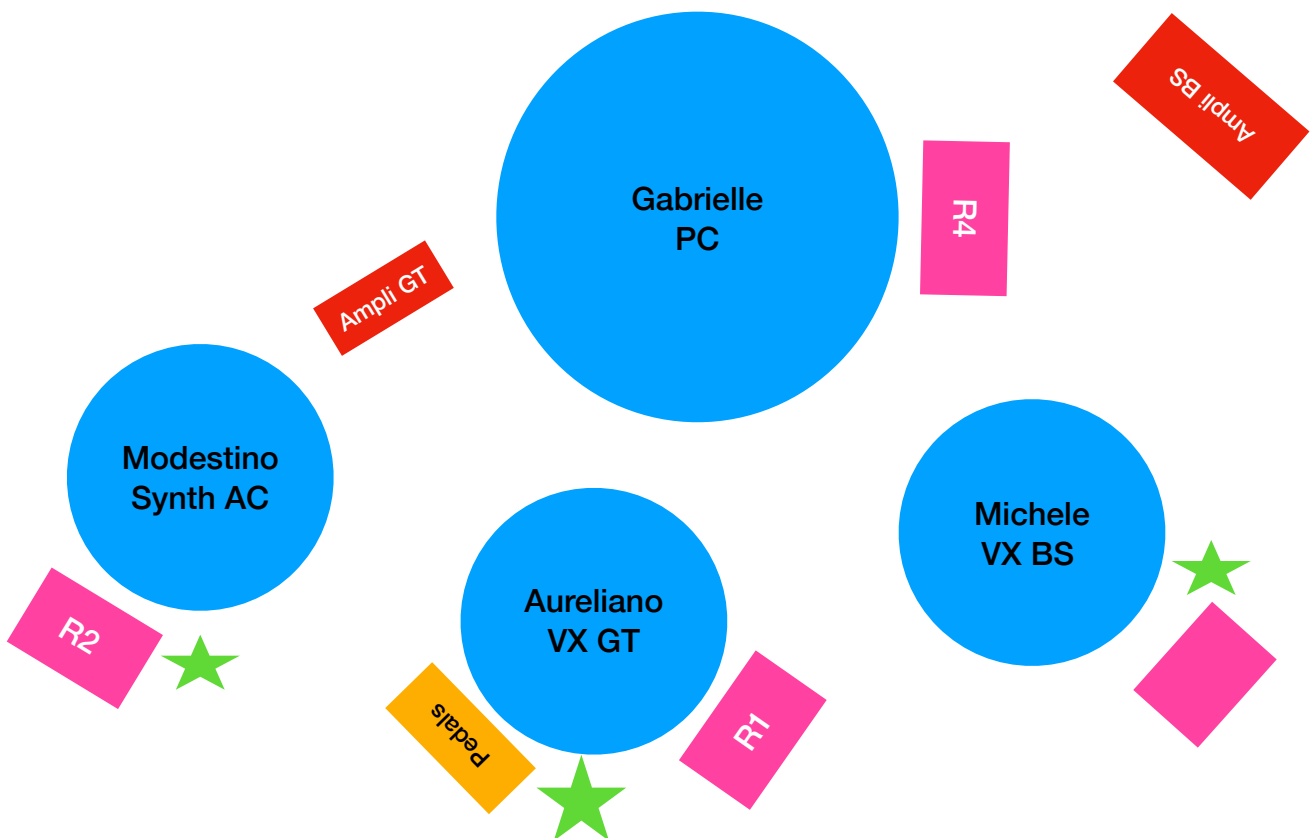 Ampli BS
Gabrielle
PC
R4
Ampli GT
Modestino
Synth AC
Michele
VX BS
Aureliano
VX GT
R2
Pedals
R1